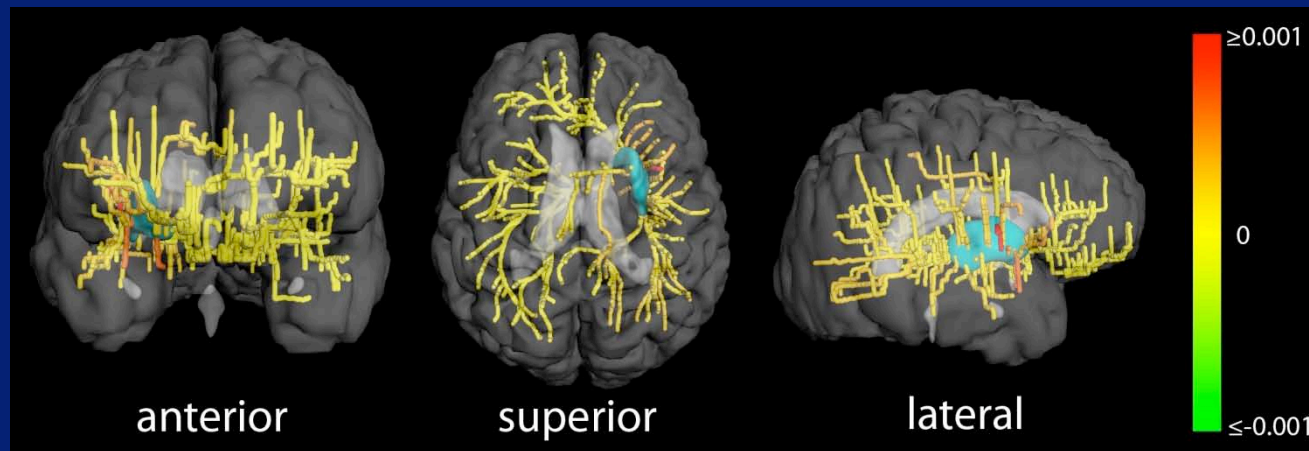 anterior
superior
lateral
≥0.001
0
≤-0.001